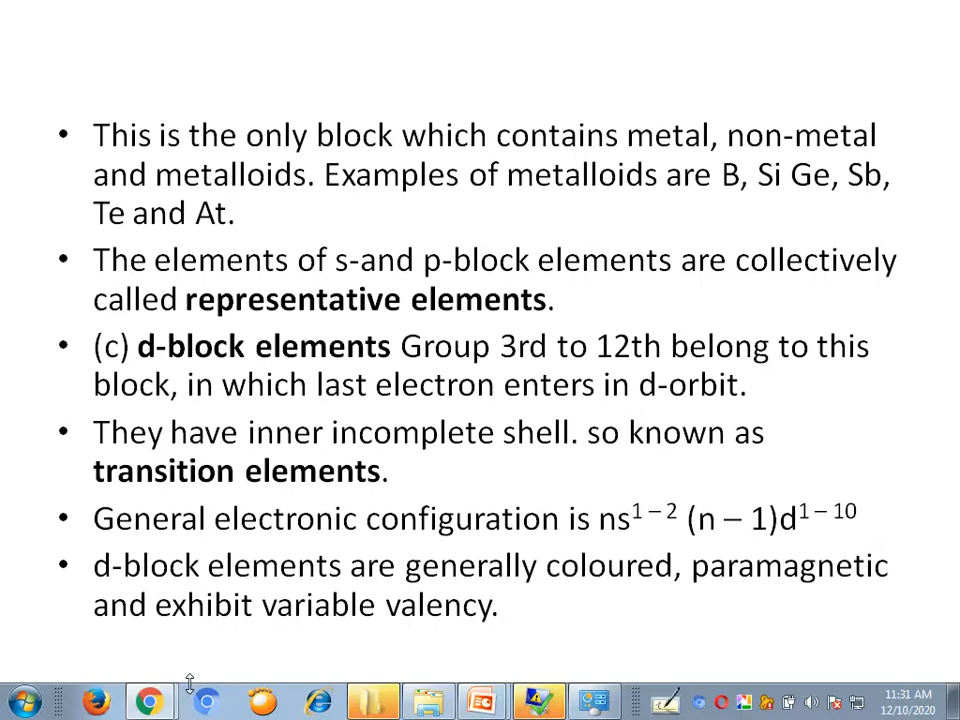 • This is the only block which contains metal, non-metal
and metalloids. Examples of metalloids are B, Si Ge, Sb,
Te and At.
• The elements of s-and p-block elements are collectively
called representative elements.
• (c) d-block elements Group 3rd to 12th belong to this
block, in which last electron enters in d-orbit.
• They have inner incomplete shell. so known as
transition elements.
• General electronic configuration is ns¹⁻² (n – 1)d¹⁻¹⁰
• d-block elements are generally coloured, paramagnetic
and exhibit variable valency.
11:31 AM
12/10/2020